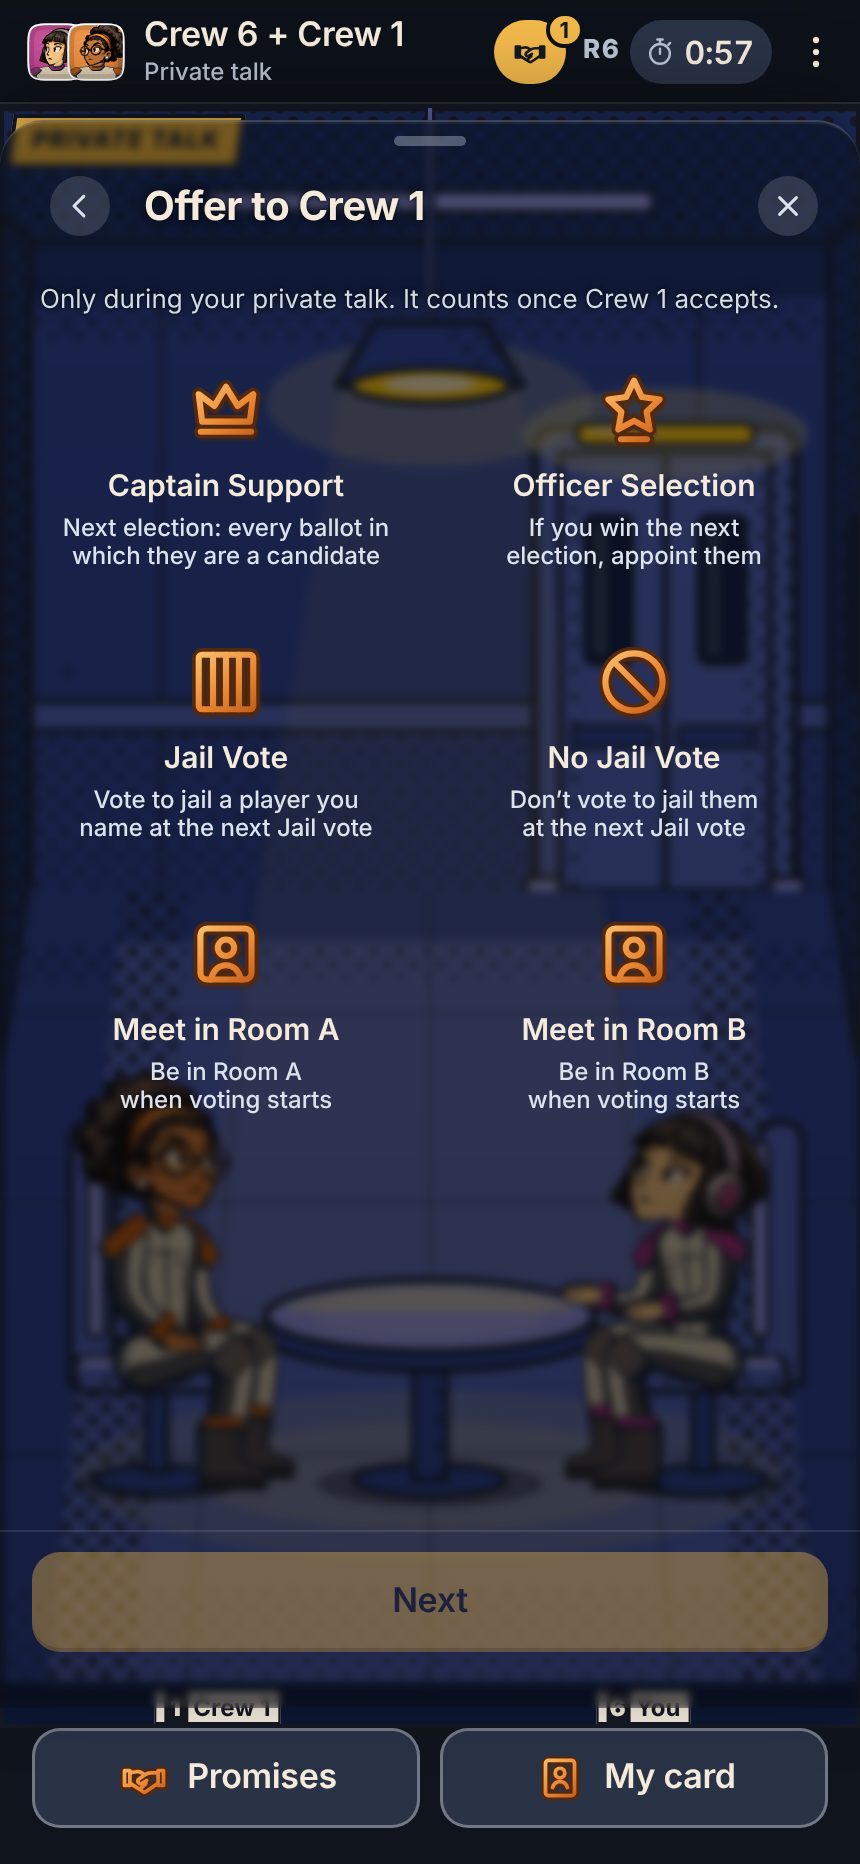 Crew 6 + Crew 1
Private talk
1
R6
0:57
PRIVATE TALK
Offer to Crew 1
Only during your private talk. It counts once Crew 1 accepts.
Captain Support
Next election: every ballot in
which they are a candidate
Officer Selection
If you win the next
election, appoint them
Jail Vote
Vote to jail a player you
name at the next Jail vote
No Jail Vote
Don’t vote to jail them
at the next Jail vote
Meet in Room A
Be in Room A
when voting starts
Meet in Room B
Be in Room B
when voting starts
Next
1 Crew 1
6 You
Promises
My card